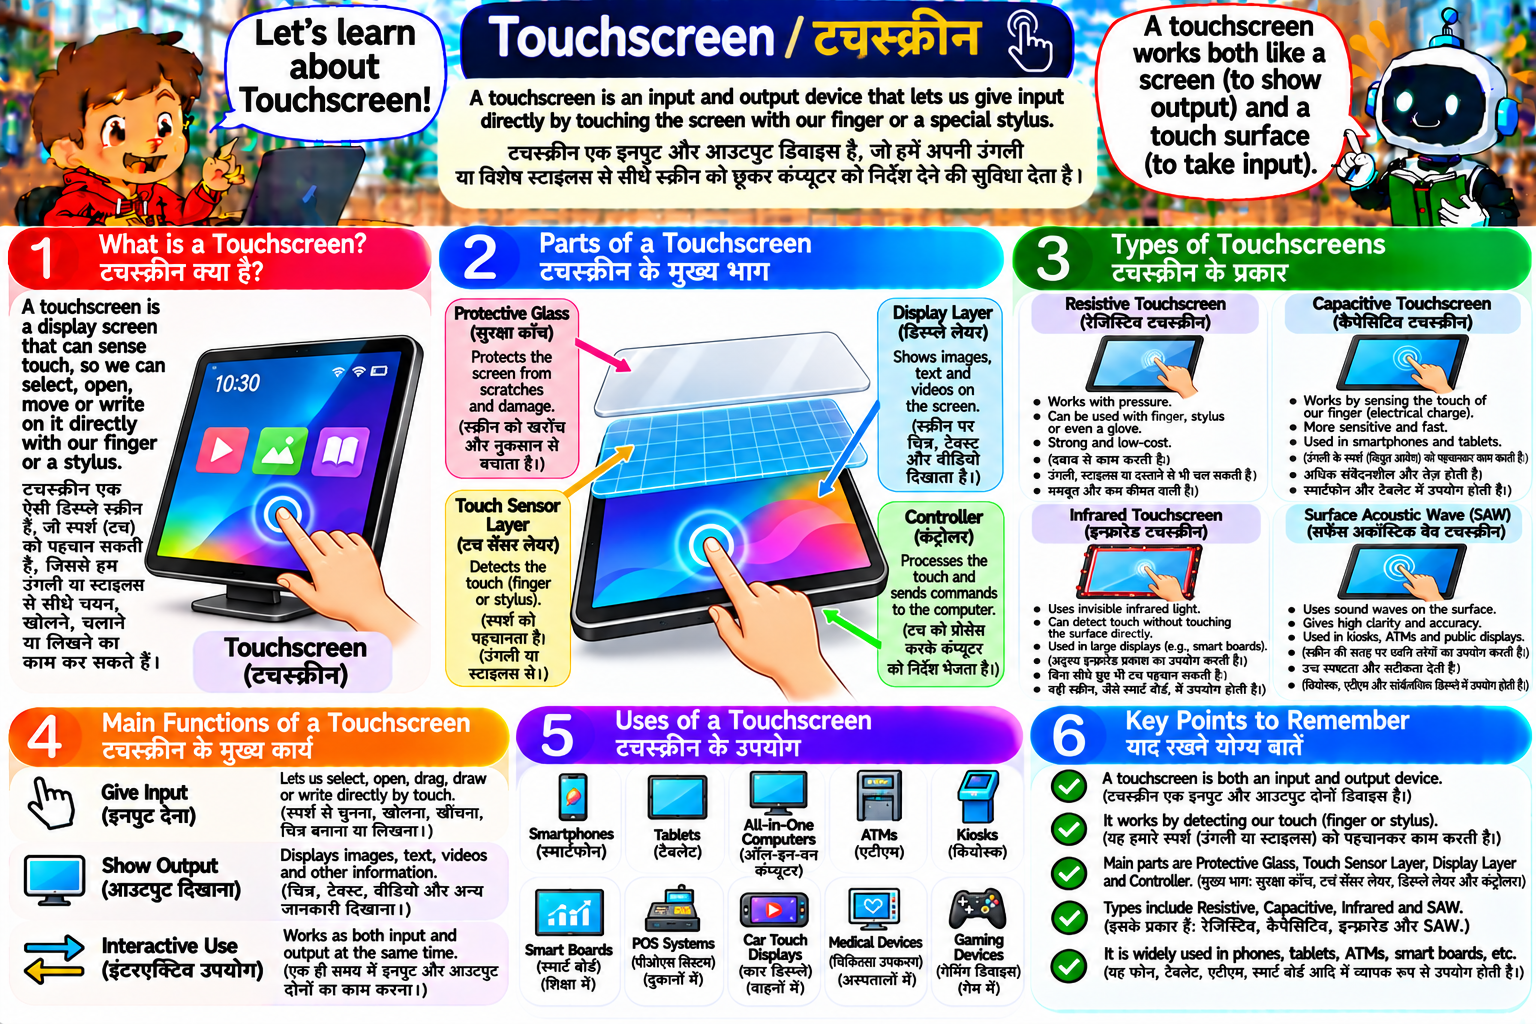 Let's learn
about
Touchscreen!
Touchscreen / टचस्क्रीन
A touchscreen is an input and output device that lets us give input
directly by touching the screen with our finger or a special stylus.
टचस्क्रीन एक इनपुट और आउटपुट डिवाइस है, जो हमें अपनी उंगली
या विशेष स्टाइलस से सीधे स्क्रीन को छूकर कंप्यूटर को निर्देश देने की सुविधा देता है।
A touchscreen
works both like a
screen (to show
output) and a
touch surface
(to take input).
1
What is a Touchscreen?
टचस्क्रीन क्या है?
A touchscreen is
a display screen
that can sense
touch, so we can
select, open,
move or write
on it directly
with our finger
or a stylus.
टचस्क्रीन एक
ऐसी डिस्प्ले स्क्रीन
है, जो स्पर्श (टच)
को पहचान सकती
है, जिससे हम
उंगली या स्टाइलस
से सीधे चयन,
खोलने, चलाने
या लिखने का
काम कर सकते हैं।
10:30
Touchscreen
(टचस्क्रीन)
2
Parts of a Touchscreen
टचस्क्रीन के मुख्य भाग
Protective Glass
(सुरक्षा काँच)
Protects the
screen from
scratches
and damage.
(स्क्रीन को खरोंच
और नुकसान से
बचाता है।)
Touch Sensor
Layer
(टच सेंसर लेयर)
Detects the
touch (finger
or stylus).
(स्पर्श को
पहचानता है।
(उंगली या
स्टाइलस से।)
Display Layer
(डिस्प्ले लेयर)
Shows images,
text and
videos on
the screen.
(स्क्रीन पर
चित्र, टेक्स्ट
और वीडियो
दिखाता है।)
Controller
(कंट्रोलर)
Processes the
touch and
sends commands
to the computer.
(टच को प्रोसेस
करके कंप्यूटर
को निर्देश भेजता है।)
3
Types of Touchscreens
टचस्क्रीन के प्रकार
Resistive Touchscreen
(रेजिस्टिव टचस्क्रीन)
• Works with pressure.
• Can be used with finger, stylus
or even a glove.
• Strong and low-cost.
• (दबाव से काम करती है।)
• उंगली, स्टाइलस या दस्ताने से भी चल सकती है)
• और कम कीमत वाली है।)
Capacitive Touchscreen
(कैपेसिटिव टचस्क्रीन)
• Works by sensing the touch of
our finger (electrical charge).
• More sensitive and fast.
• Used in smartphones and tablets.
• (उंगली के स्पर्श को पहचानकर काम करती है।)
• अधिक संवेदनशील और तेज़ होती है।)
• स्मार्टफोन और टैबलेट में उपयोग होती है।)
Infrared Touchscreen
(इन्फ्रारेड टचस्क्रीन)
• Uses invisible infrared light.
• Can detect touch without touching
the surface directly.
• Used in large displays (e.g., smart boards).
• (अदृश्य इन्फ्रारेड प्रकाश का उपयोग करती है।)
• बिना सीधे छुए भी टच पहचान सकती है।
• स्क्रीन, जैसे स्मार्ट बोर्ड, में उपयोग होती है।)
Surface Acoustic Wave (SAW)
(सर्फेस अकॉस्टिक वेव टचस्क्रीन)
• Uses sound waves on the surface.
• Gives high clarity and accuracy.
• Used in kiosks, ATMs and public displays.
• (स्क्रीन की सतह पर ध्वनि तरंगों का उपयोग करती है।)
• उच्च स्पष्टता और सटीकता देती है।)
• एटीएम और डिस्प्ले में उपयोग होती है।)
4
Main Functions of a Touchscreen
टचस्क्रीन के मुख्य कार्य
Give Input
(इनपुट देना)
Lets us select, open, drag, draw
or write directly by touch.
(स्पर्श से चुनना, खोलना, खींचना,
चित्र बनाना या लिखना।)
Show Output
(आउटपुट दिखाना)
Displays images, text, videos
and other information.
(चित्र, टेक्स्ट, वीडियो और अन्य
जानकारी दिखाना।)
Interactive Use
(इंटरएक्टिव उपयोग)
Works as both input and
output at the same time.
(एक ही समय में इनपुट और आउटपुट
दोनों का काम करना।)
5
Uses of a Touchscreen
टचस्क्रीन के उपयोग
Smartphones
(स्मार्टफोन)
Tablets
(टैबलेट)
All-in-One
Computers
(ऑल-इन-वन
कंप्यूटर)
ATMs
(एटीएम)
Kiosks
(कियोस्क)
Smart Boards
(स्मार्ट बोर्ड)
(शिक्षा में)
POS Systems
(पीओएस सिस्टम)
(दुकानों में)
Car Touch
Displays
(कार डिस्प्ले)
(वाहनों में)
Medical Devices
(चिकित्सा उपकरण)
(अस्पतालों में)
Gaming
Devices
(गेमिंग डिवाइस)
(गेम में)
6
Key Points to Remember
याद रखने योग्य बातें
A touchscreen is both an input and output device.
(टचस्क्रीन एक इनपुट और आउटपुट दोनों डिवाइस है।)
It works by detecting our touch (finger or stylus).
(यह हमारे स्पर्श (उंगली या स्टाइलस) को पहचानकर काम करती है।)
Main parts are Protective Glass, Touch Sensor Layer, Display Layer
and Controller. (मुख्य भाग: सुरक्षा काँच, टच सेंसर लेयर, डिस्प्ले लेयर और कंट्रोलर।)
Types include Resistive, Capacitive, Infrared and SAW.
(इसके प्रकार हैं: रेजिस्टिव, कैपेसिटिव, इन्फ्रारेड और SAW.)
It is widely used in phones, tablets, ATMs, smart boards, etc.
(यह फोन, टैबलेट, एटीएम, स्मार्ट बोर्ड आदि में व्यापक रूप से उपयोग होती है।)